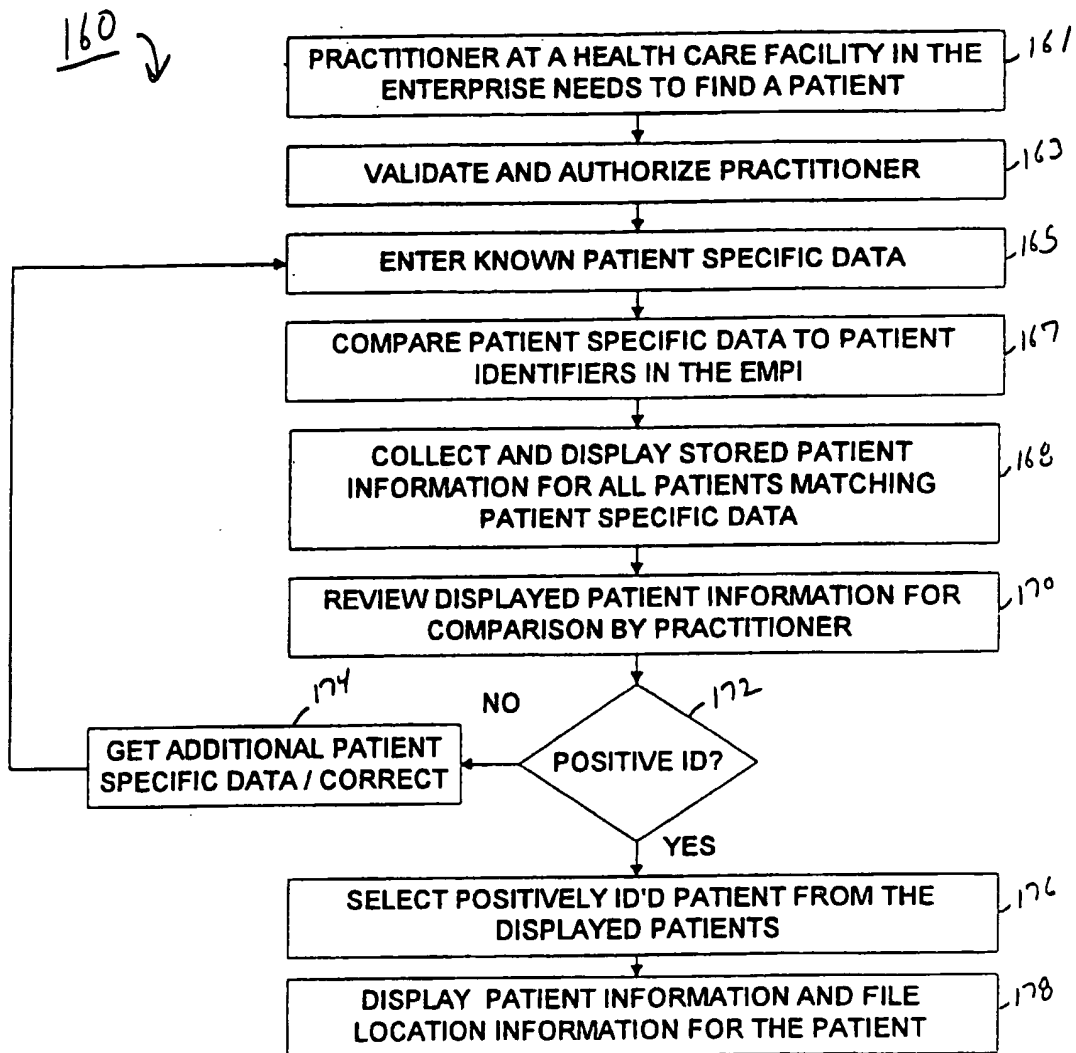 160
PRACTITIONER AT A HEALTH CARE FACILITY IN THE
ENTERPRISE NEEDS TO FIND A PATIENT
161
VALIDATE AND AUTHORIZE PRACTITIONER
163
ENTER KNOWN PATIENT SPECIFIC DATA
165
COMPARE PATIENT SPECIFIC DATA TO PATIENT
IDENTIFIERS IN THE EMPI
167
COLLECT AND DISPLAY STORED PATIENT
INFORMATION FOR ALL PATIENTS MATCHING
PATIENT SPECIFIC DATA
168
REVIEW DISPLAYED PATIENT INFORMATION FOR
COMPARISON BY PRACTITIONER
170
172
POSITIVE ID?
NO
174
GET ADDITIONAL PATIENT
SPECIFIC DATA / CORRECT
YES
SELECT POSITIVELY ID'D PATIENT FROM THE
DISPLAYED PATIENTS
176
DISPLAY PATIENT INFORMATION AND FILE
LOCATION INFORMATION FOR THE PATIENT
178